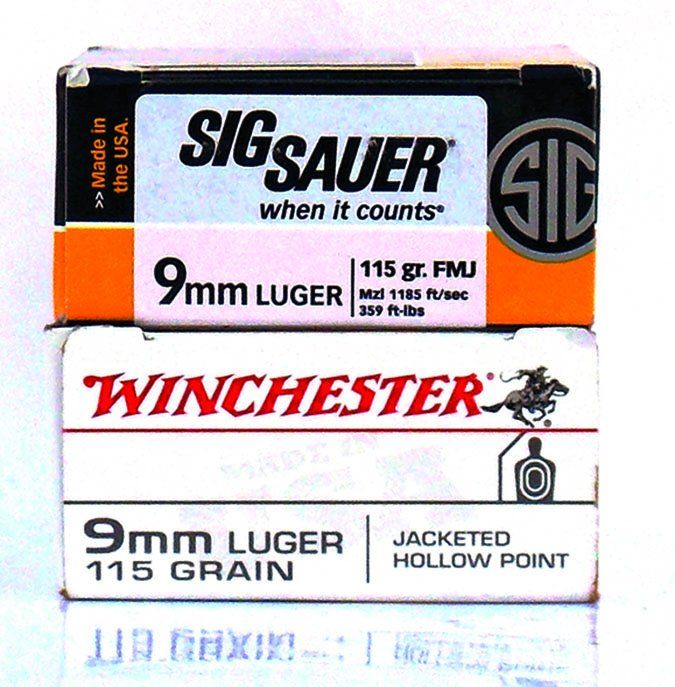 >> Made in
the USA.
SIG SAUER®
when it counts®
SIG
9mm LUGER
115 gr. FMJ
Mzl 1185 ft/sec
359 ft-lbs
WINCHESTER®
9mm LUGER
115 GRAIN
JACKETED
HOLLOW POINT